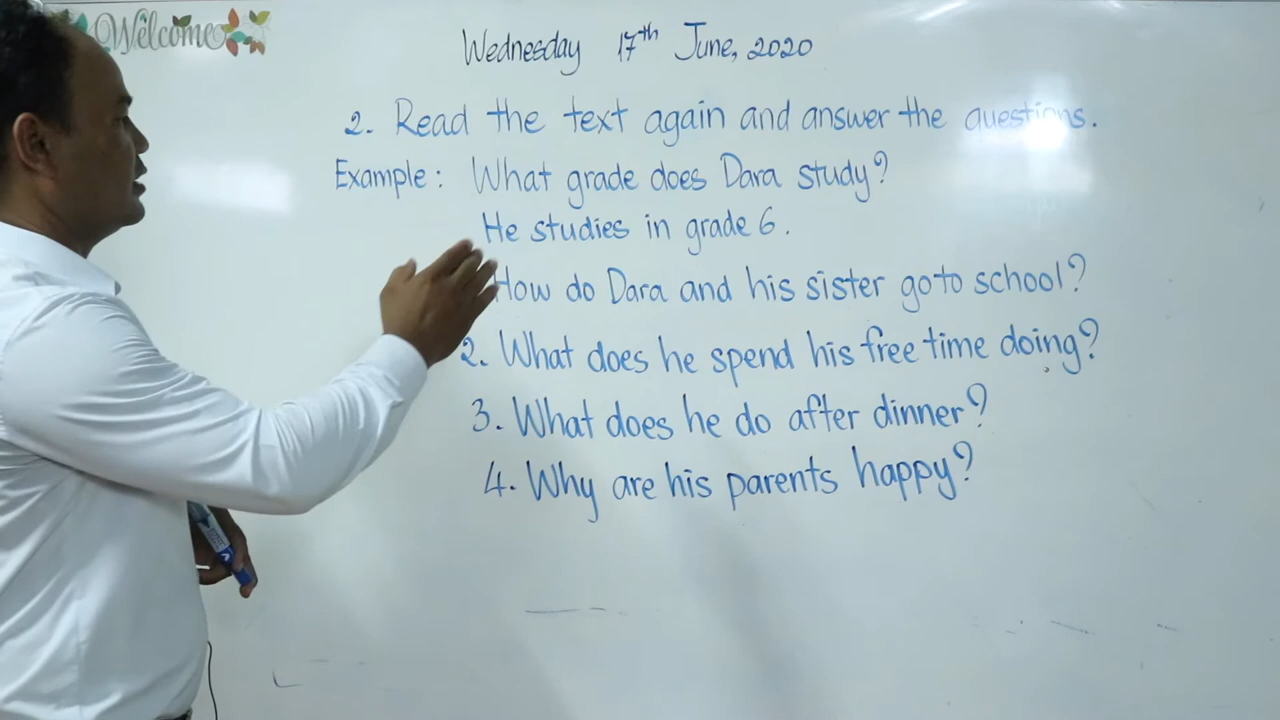 Welcome
Wednesday 17th June, 2020
2. Read the text again and answer the questions.
Example: What grade does Dara study?
He studies in grade 6.
How do Dara and his sister go to school?
2. What does he spend his free time doing?
3. What does he do after dinner?
4. Why are his parents happy?